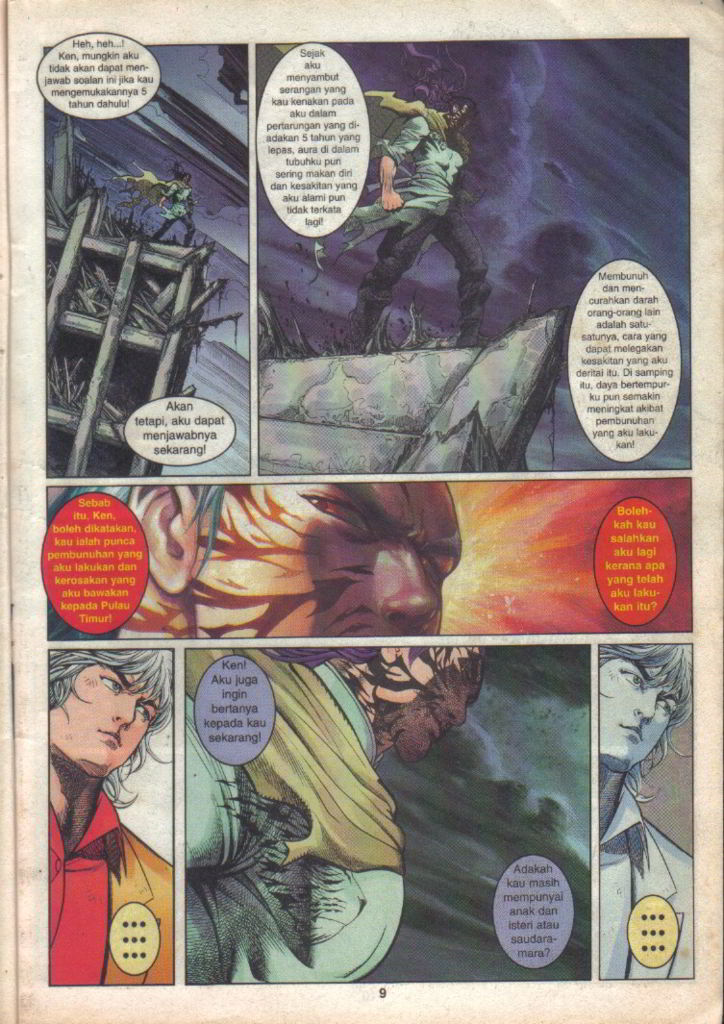 Heh, heh...!
Ken, mungkin aku
tidak akan dapat men-
jawab soalan ini jika kau
mengemukakannya 5
tahun dahulu!
Akan
tetapi, aku dapat
menjawabnya
sekarang!
Sejak
aku
menyambut
serangan yang
kau kenakan pada
aku dalam
pertarungan yang di-
adakan 5 tahun yang
lepas, aura di dalam
tubuhku pun
sering makan diri
dan kesakitan yang
aku alami pun
tidak terkata
lagi!
Membunuh
dan men-
curahkan darah
orang-orang lain
adalah satu-
satunya, cara yang
dapat melegakan
kesakitan yang aku
deritai itu. Di samping
itu, daya bertempur-
ku pun semakin
meningkat akibat
pembunuhan
yang aku laku-
kan!
Sebab
itu, Ken,
boleh dikatakan,
kau ialah punca
pembunuhan yang
aku lakukan dan
kerosakan yang
aku bawakan
kepada Pulau
Timur!
Boleh-
kah kau
salahkan
aku lagi
kerana apa
yang telah
aku laku-
kan itu?
Ken!
Aku juga
ingin
bertanya
kepada kau
sekarang!
Adakah
kau masih
mempunyai
anak dan
isteri atau
saudara-
mara?
9